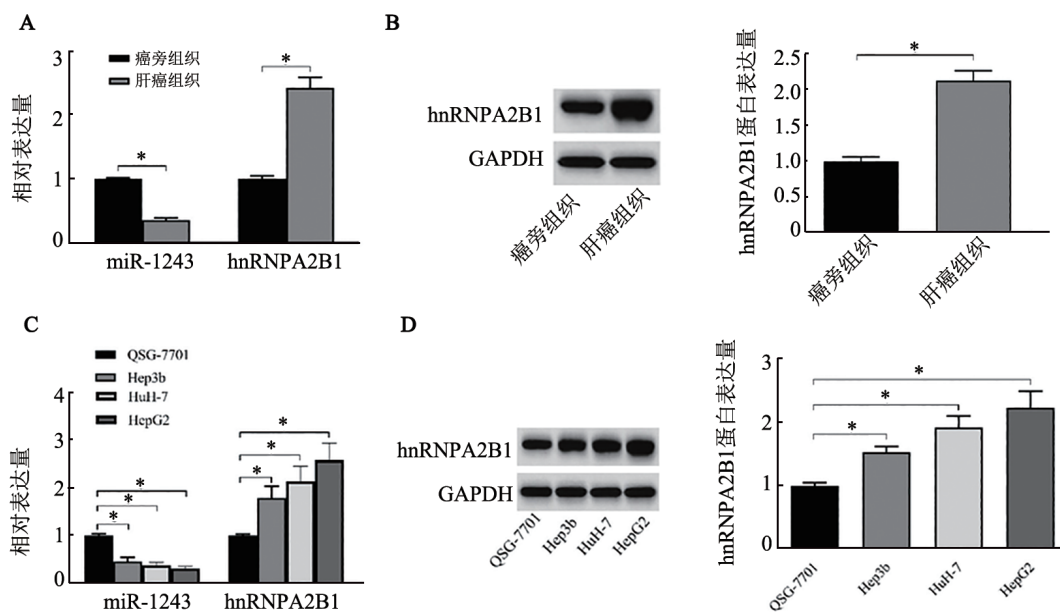 A
相对表达量
3
2
1
0
癌旁组织
肝癌组织
*
*
miR-1243
hnRNPA2B1
B
hnRNPA2B1
GAPDH
癌旁组织
肝癌组织
hnRNPA2B1蛋白表达量
2.5
2.0
1.5
1.0
0.5
0
*
癌旁组织
肝癌组织
C
QSG-7701
Hep3b
HuH-7
HepG2
相对表达量
4
3
2
1
0
*
*
*
*
*
*
miR-1243
hnRNPA2B1
D
hnRNPA2B1
GAPDH
QSG-7701
Hep3b
HuH-7
HepG2
hnRNPA2B1蛋白表达量
3
2
1
0
*
*
*
QSG-7701
Hep3b
HuH-7
HepG2